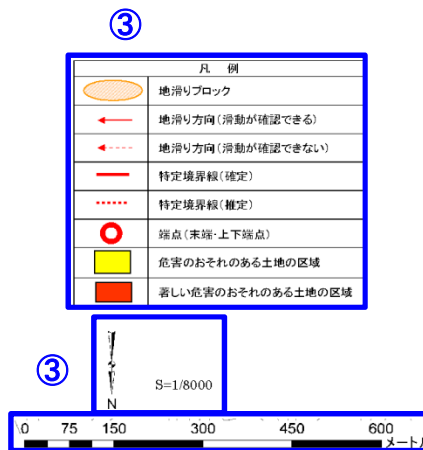 ③
凡 例
地滑りブロック
地滑り方向(滑動が確認できる)
地滑り方向(滑動が確認できない)
特定境界線(確定)
特定境界線(推定)
端点(末端・上下端点)
危害のおそれのある土地の区域
著しい危害のおそれのある土地の区域
③
N
S=1/8000
0 75 150 300 450 600
メートル